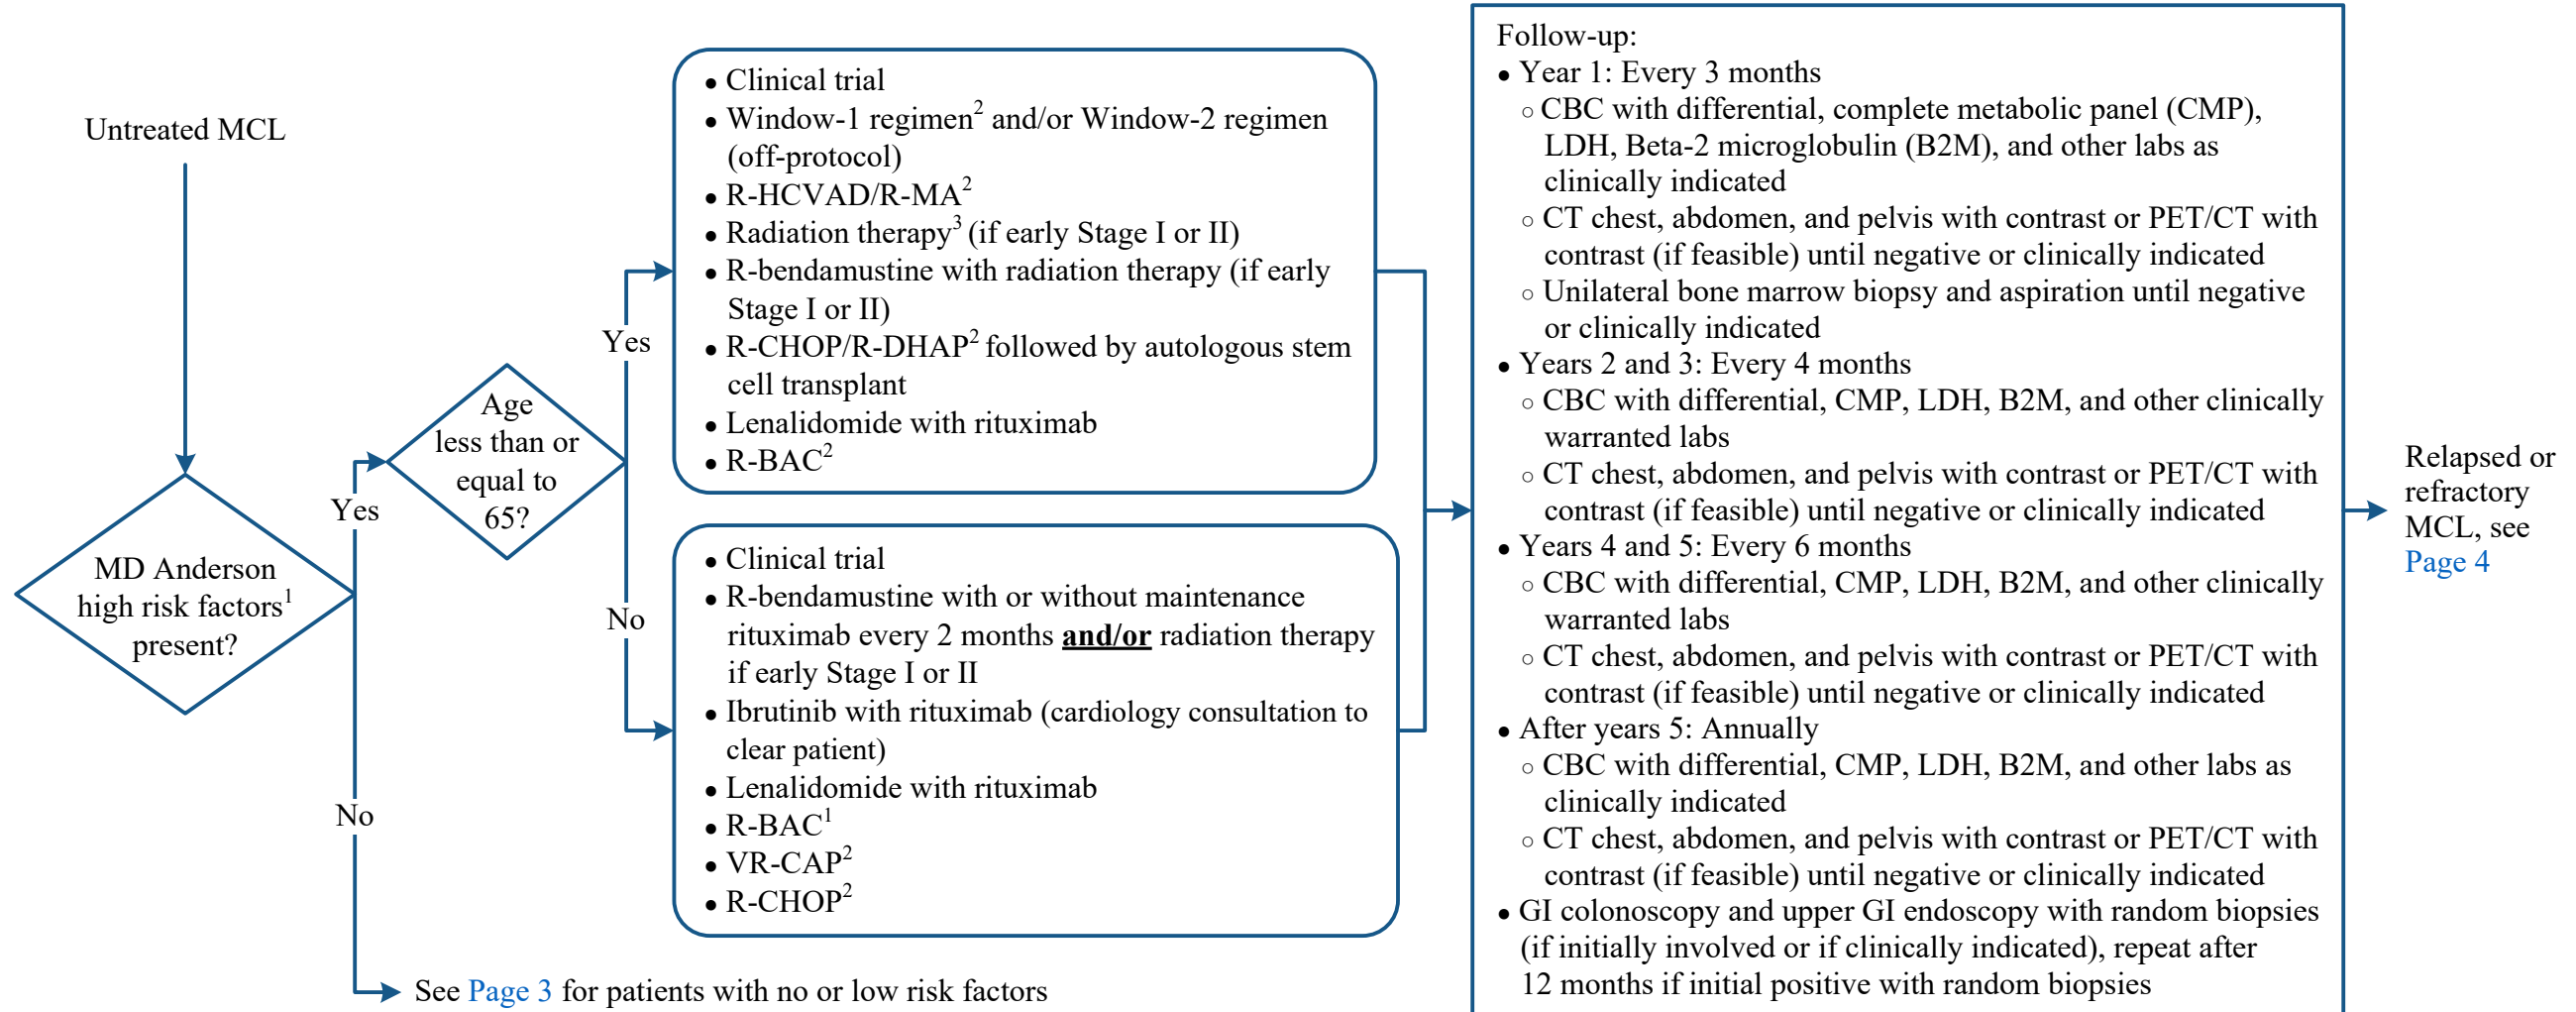 Untreated MCL
MD Anderson
high risk factors1
present?
Yes
No
See Page 3 for patients with no or low risk factors
Age
less than or
equal to
65?
Yes
No
• Clinical trial
• Window-1 regimen2 and/or Window-2 regimen
(off-protocol)
• R-HCVAD/R-MA2
• Radiation therapy3 (if early Stage I or II)
• R-bendamustine with radiation therapy (if early
Stage I or II)
• R-CHOP/R-DHAP2 followed by autologous stem
cell transplant
• Lenalidomide with rituximab
• R-BAC2
• Clinical trial
• R-bendamustine with or without maintenance
rituximab every 2 months and/or radiation therapy
if early Stage I or II
• Ibrutinib with rituximab (cardiology consultation to
clear patient)
• Lenalidomide with rituximab
• R-BAC1
• VR-CAP2
• R-CHOP2
Follow-up:
• Year 1: Every 3 months
○ CBC with differential, complete metabolic panel (CMP),
LDH, Beta-2 microglobulin (B2M), and other labs as
clinically indicated
○ CT chest, abdomen, and pelvis with contrast or PET/CT with
contrast (if feasible) until negative or clinically indicated
○ Unilateral bone marrow biopsy and aspiration until negative
or clinically indicated
• Years 2 and 3: Every 4 months
○ CBC with differential, CMP, LDH, B2M, and other clinically
warranted labs
○ CT chest, abdomen, and pelvis with contrast or PET/CT with
contrast (if feasible) until negative or clinically indicated
• Years 4 and 5: Every 6 months
○ CBC with differential, CMP, LDH, B2M, and other clinically
warranted labs
○ CT chest, abdomen, and pelvis with contrast or PET/CT with
contrast (if feasible) until negative or clinically indicated
• After years 5: Annually
○ CBC with differential, CMP, LDH, B2M, and other labs as
clinically indicated
○ CT chest, abdomen, and pelvis with contrast or PET/CT with
contrast (if feasible) until negative or clinically indicated
• GI colonoscopy and upper GI endoscopy with random biopsies
(if initially involved or if clinically indicated), repeat after
12 months if initial positive with random biopsies
Relapsed or
refractory
MCL, see
Page 4